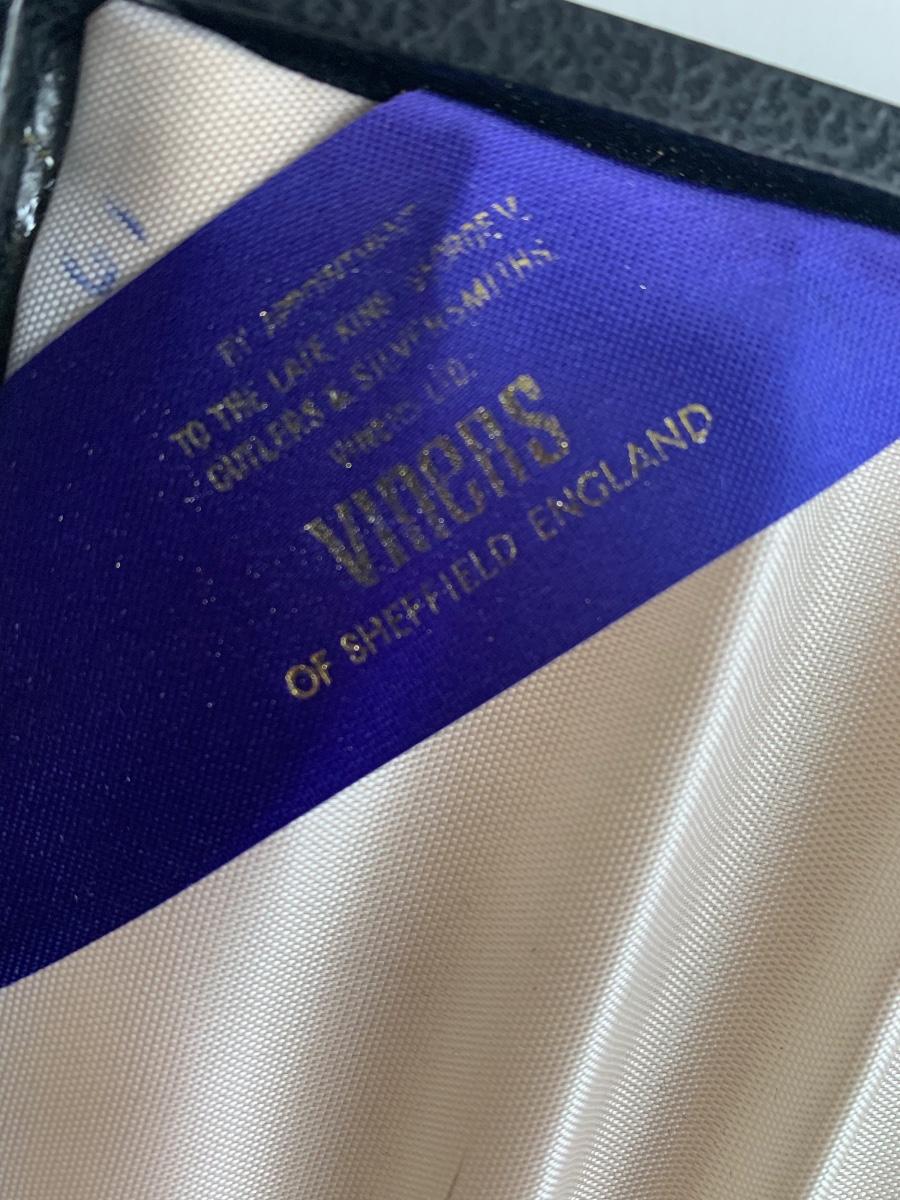 BY APPOINTMENT
TO THE LATE KING GEORGE V.
CUTLERS & SILVERSMITHS.
VINERS LTD.
VINERS
OF SHEFFIELD ENGLAND